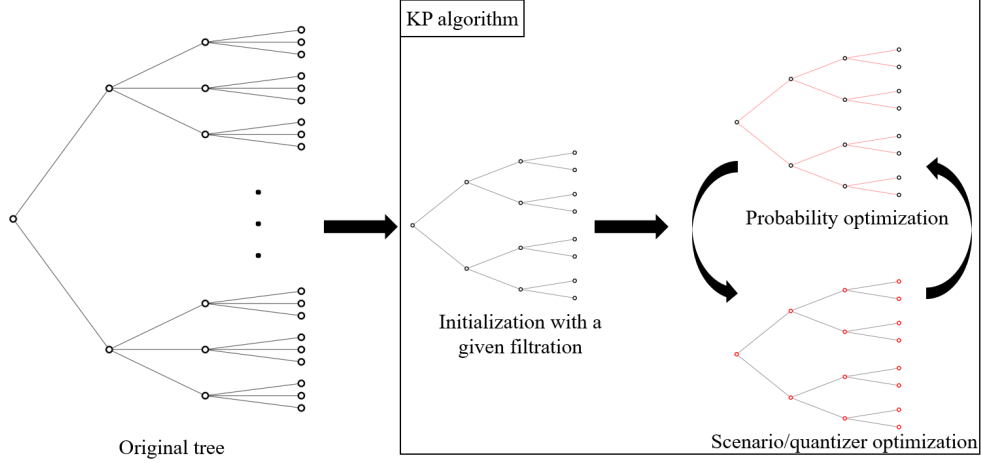 KP algorithm
Original tree
Initialization with a
given filtration
Probability optimization
Scenario/quantizer optimization